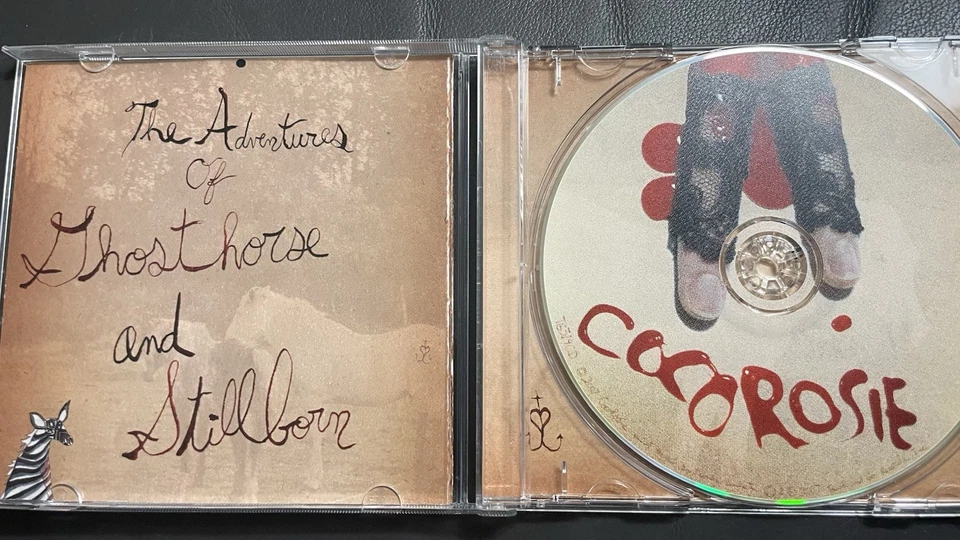 The Adventures
Of
Ghosthorse
and
Stillborn
COCOROSIE